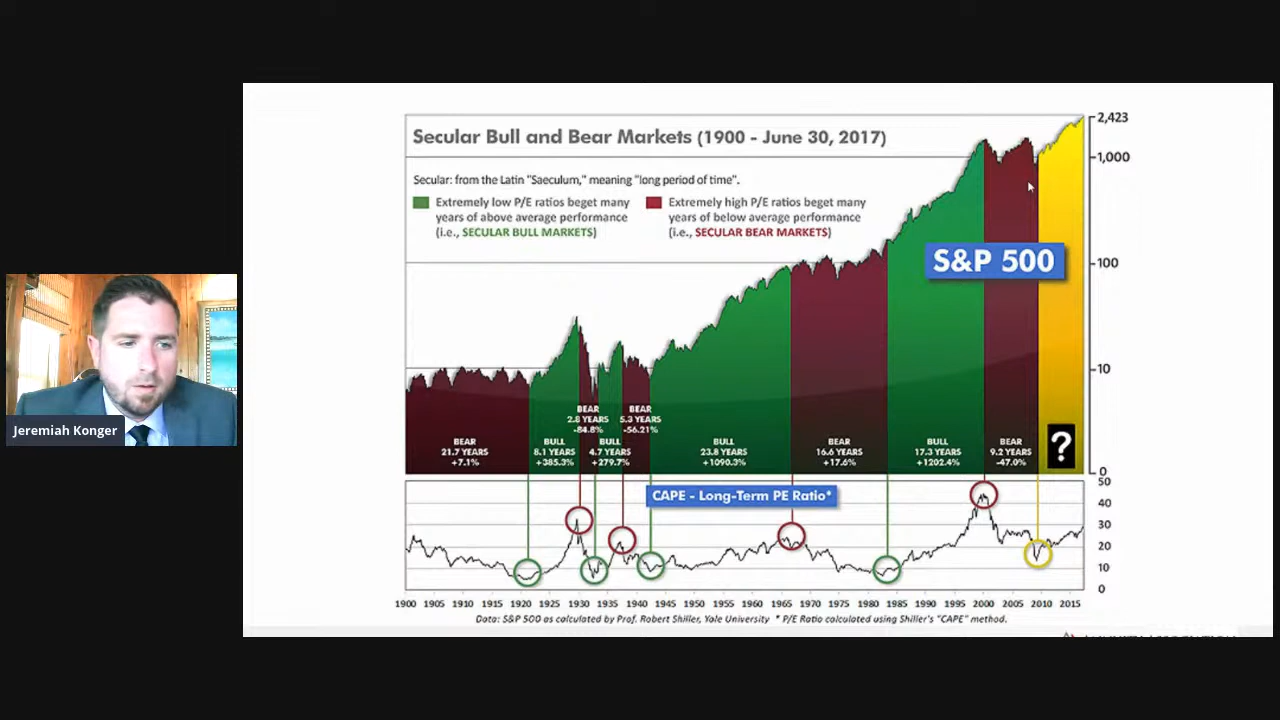 Secular Bull and Bear Markets (1900 - June 30, 2017)
Secular: from the Latin "Saeculum," meaning "long period of time".
Extremely low P/E ratios beget many
years of above average performance
(i.e., SECULAR BULL MARKETS)
Extremely high P/E ratios beget many
years of below average performance
(i.e., SECULAR BEAR MARKETS)
2,423
1,000
100
10
0
S&P 500
BEAR
21.7 YEARS
+7.1%
BULL
8.1 YEARS
+385.3%
BEAR
2.8 YEARS
-84.8%
BULL
4.7 YEARS
+279.7%
BEAR
5.3 YEARS
-56.21%
BULL
23.8 YEARS
+1090.3%
BEAR
16.6 YEARS
+17.6%
BULL
17.3 YEARS
+1202.4%
BEAR
9.2 YEARS
-47.0%
?
CAPE - Long-Term PE Ratio*
50
40
30
20
10
0
1900 1905 1910 1915 1920 1925 1930 1935 1940 1945 1950 1955 1960 1965 1970 1975 1980 1985 1990 1995 2000 2005 2010 2015
Data: S&P 500 as calculated by Prof. Robert Shiller, Yale University * P/E Ratio calculated using Shiller's "CAPE" method.
Jeremiah Konger